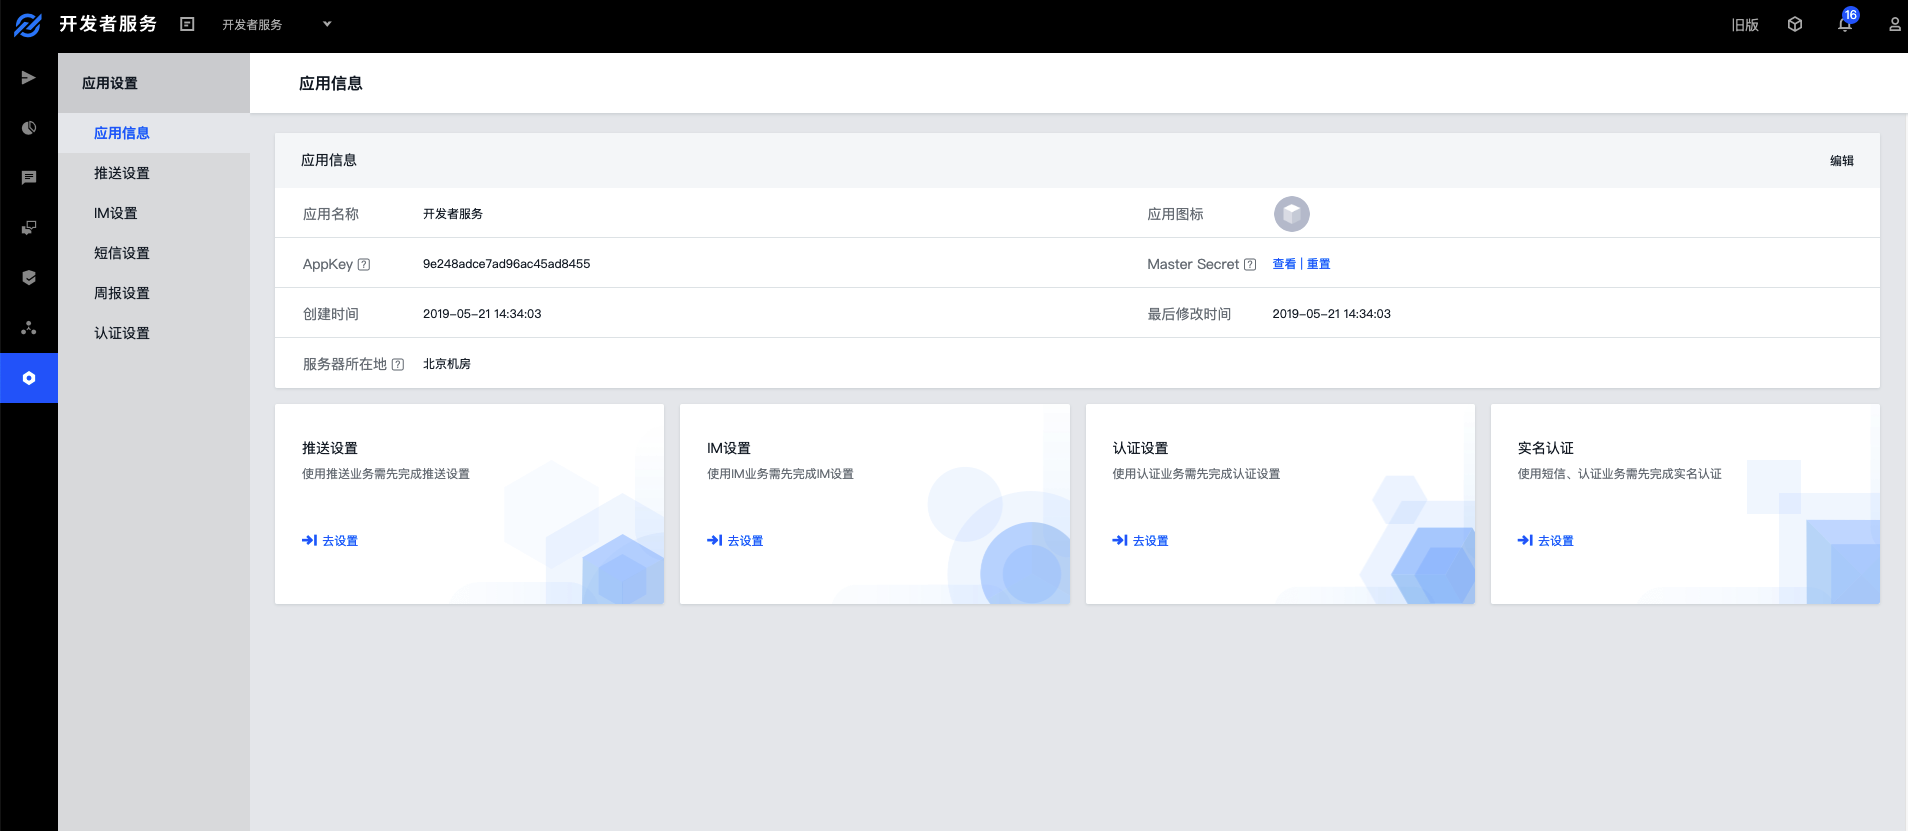 开发者服务
开发者服务
旧版
16
应用设置
应用信息
推送设置
IM设置
短信设置
周报设置
认证设置
应用信息
应用信息
编辑
应用名称
开发者服务
应用图标
AppKey ?
9e248adce7ad96ac45ad8455
Master Secret ?
查看 | 重置
创建时间
2019-05-21 14:34:03
最后修改时间
2019-05-21 14:34:03
服务器所在地 ?
北京机房
推送设置
使用推送业务需先完成推送设置
去设置
IM设置
使用IM业务需先完成IM设置
去设置
认证设置
使用认证业务需先完成认证设置
去设置
实名认证
使用短信、认证业务需先完成实名认证
去设置